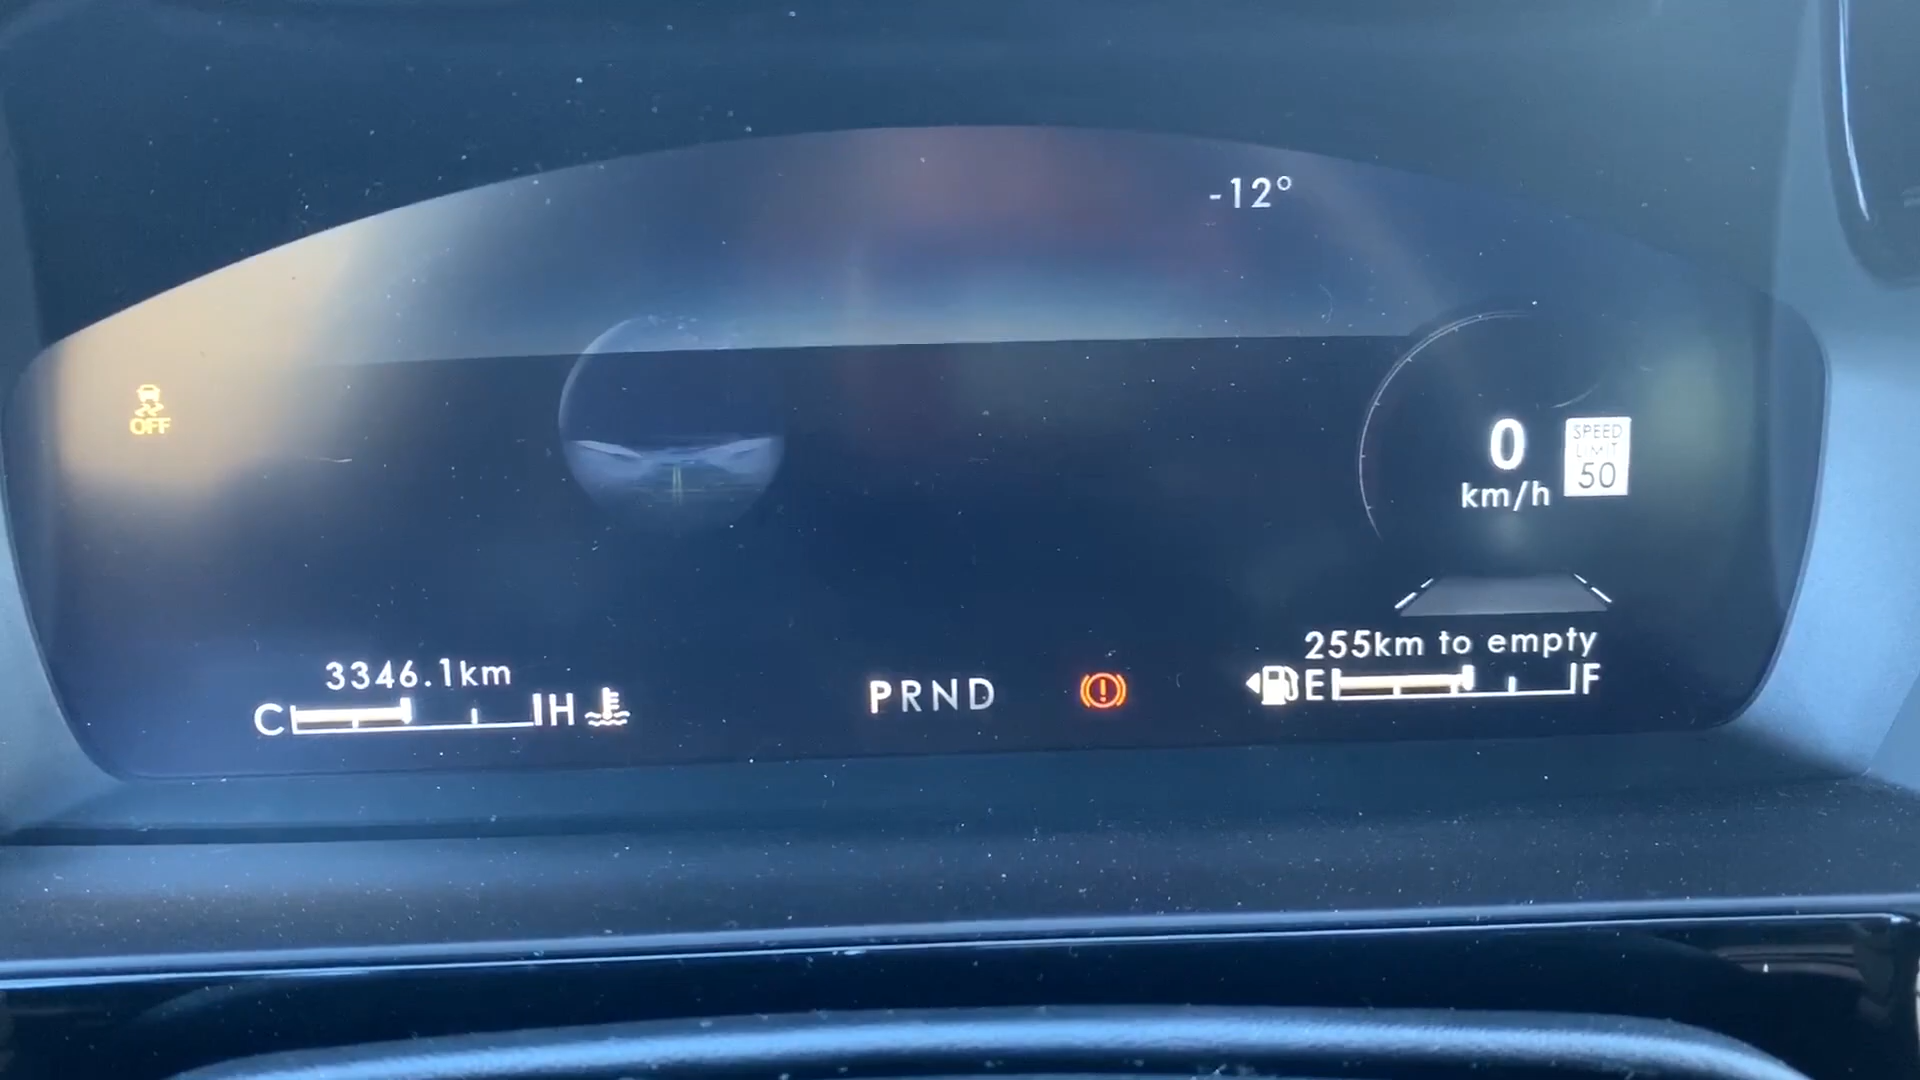 -12°
OFF
0
km/h
SPEED
LIMIT
50
3346.1km
C H
PRND
255km to empty
E F